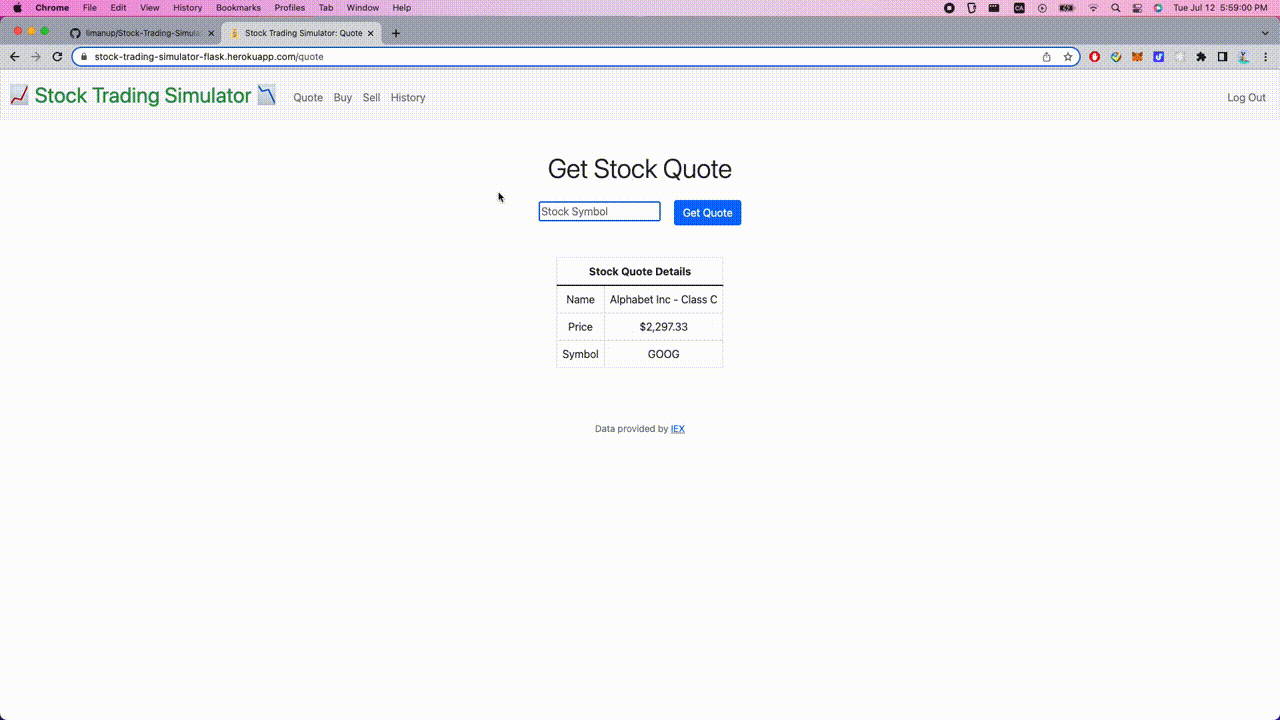 Chrome File Edit View History Bookmarks Profiles Tab Window Help CA Tue Jul 12 5:59:00 PM
limanup/Stock-Trading-Simula Stock Trading Simulator: Quote
stock-trading-simulator-flask.herokuapp.com/quote
Stock Trading Simulator Quote Buy Sell History Log Out
Get Stock Quote
Stock Symbol Get Quote
Stock Quote Details
Name Alphabet Inc - Class C
Price $2,297.33
Symbol GOOG
Data provided by IEX